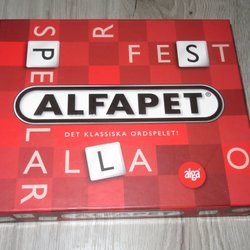 SPELAR
R
FEST
ALFAPET®
DET KLASSISKA ORDSPELET!
ALLA
O
alga